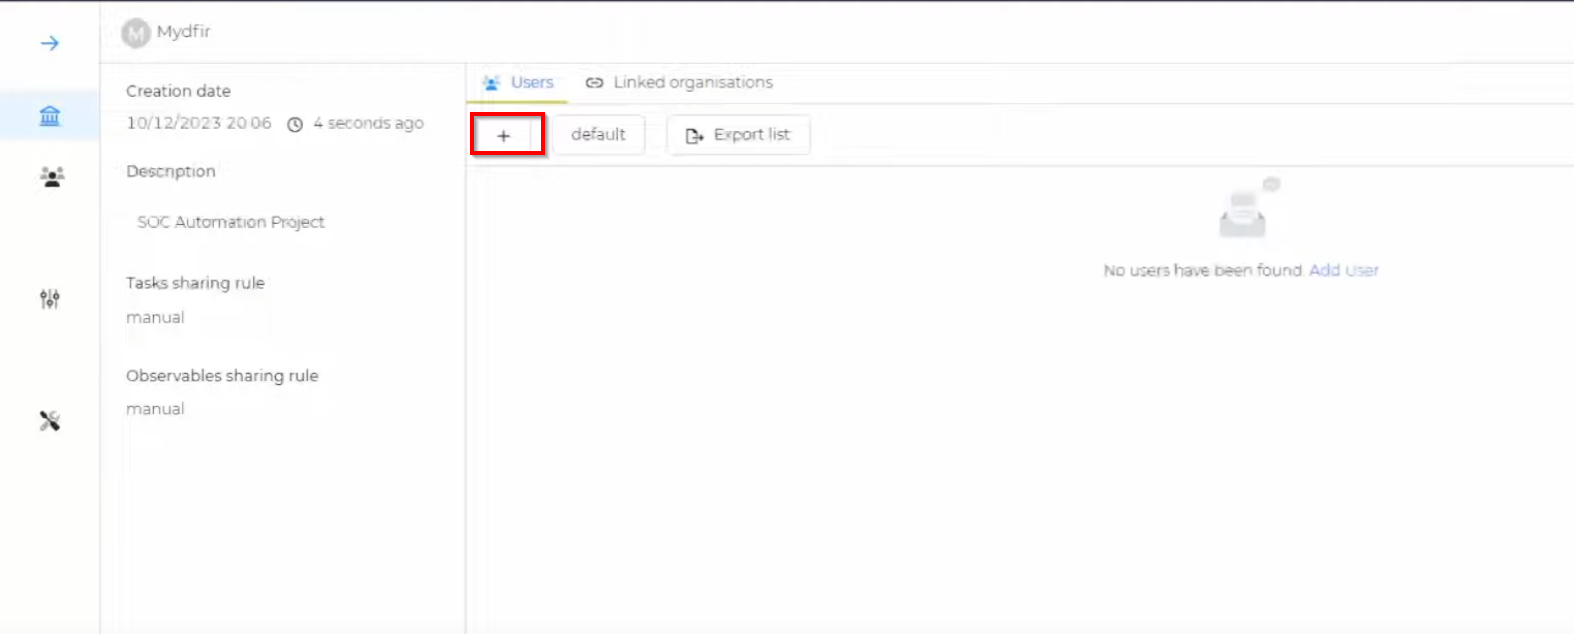 M Mydfir
Creation date
10/12/2023 20:06 4 seconds ago
Description
SOC Automation Project
Tasks sharing rule
manual
Observables sharing rule
manual
Users Linked organisations
+ default Export list
No users have been found. Add User